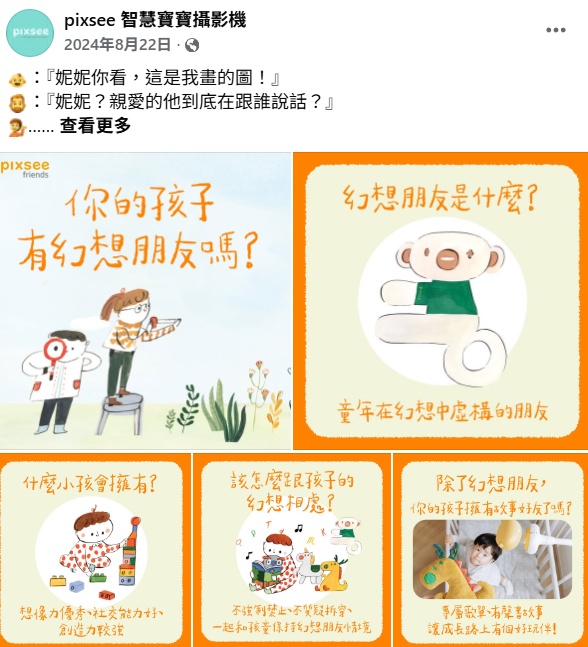 pixsee
pixsee 智慧寶寶攝影機
2024年8月22日
：『妮妮你看，這是我畫的圖！』
：『妮妮？親愛的他到底在跟誰說話？』
...... 查看更多
pixsee
friends
你的孩子
有幻想朋友嗎?
幻想朋友是什麼?
童年在幻想中虛構的朋友
什麼小孩會擁有?
想像力優秀、社交能力好、
創造力較強
該怎麼跟孩子的
幻想相處?
不強制禁止、不質疑拆穿、
一起和孩童保持幻想朋友情境
除了幻想朋友，
你的孩子擁有故事好友了嗎?
專屬歌單、有聲書故事
讓成長路上有個好玩伴!